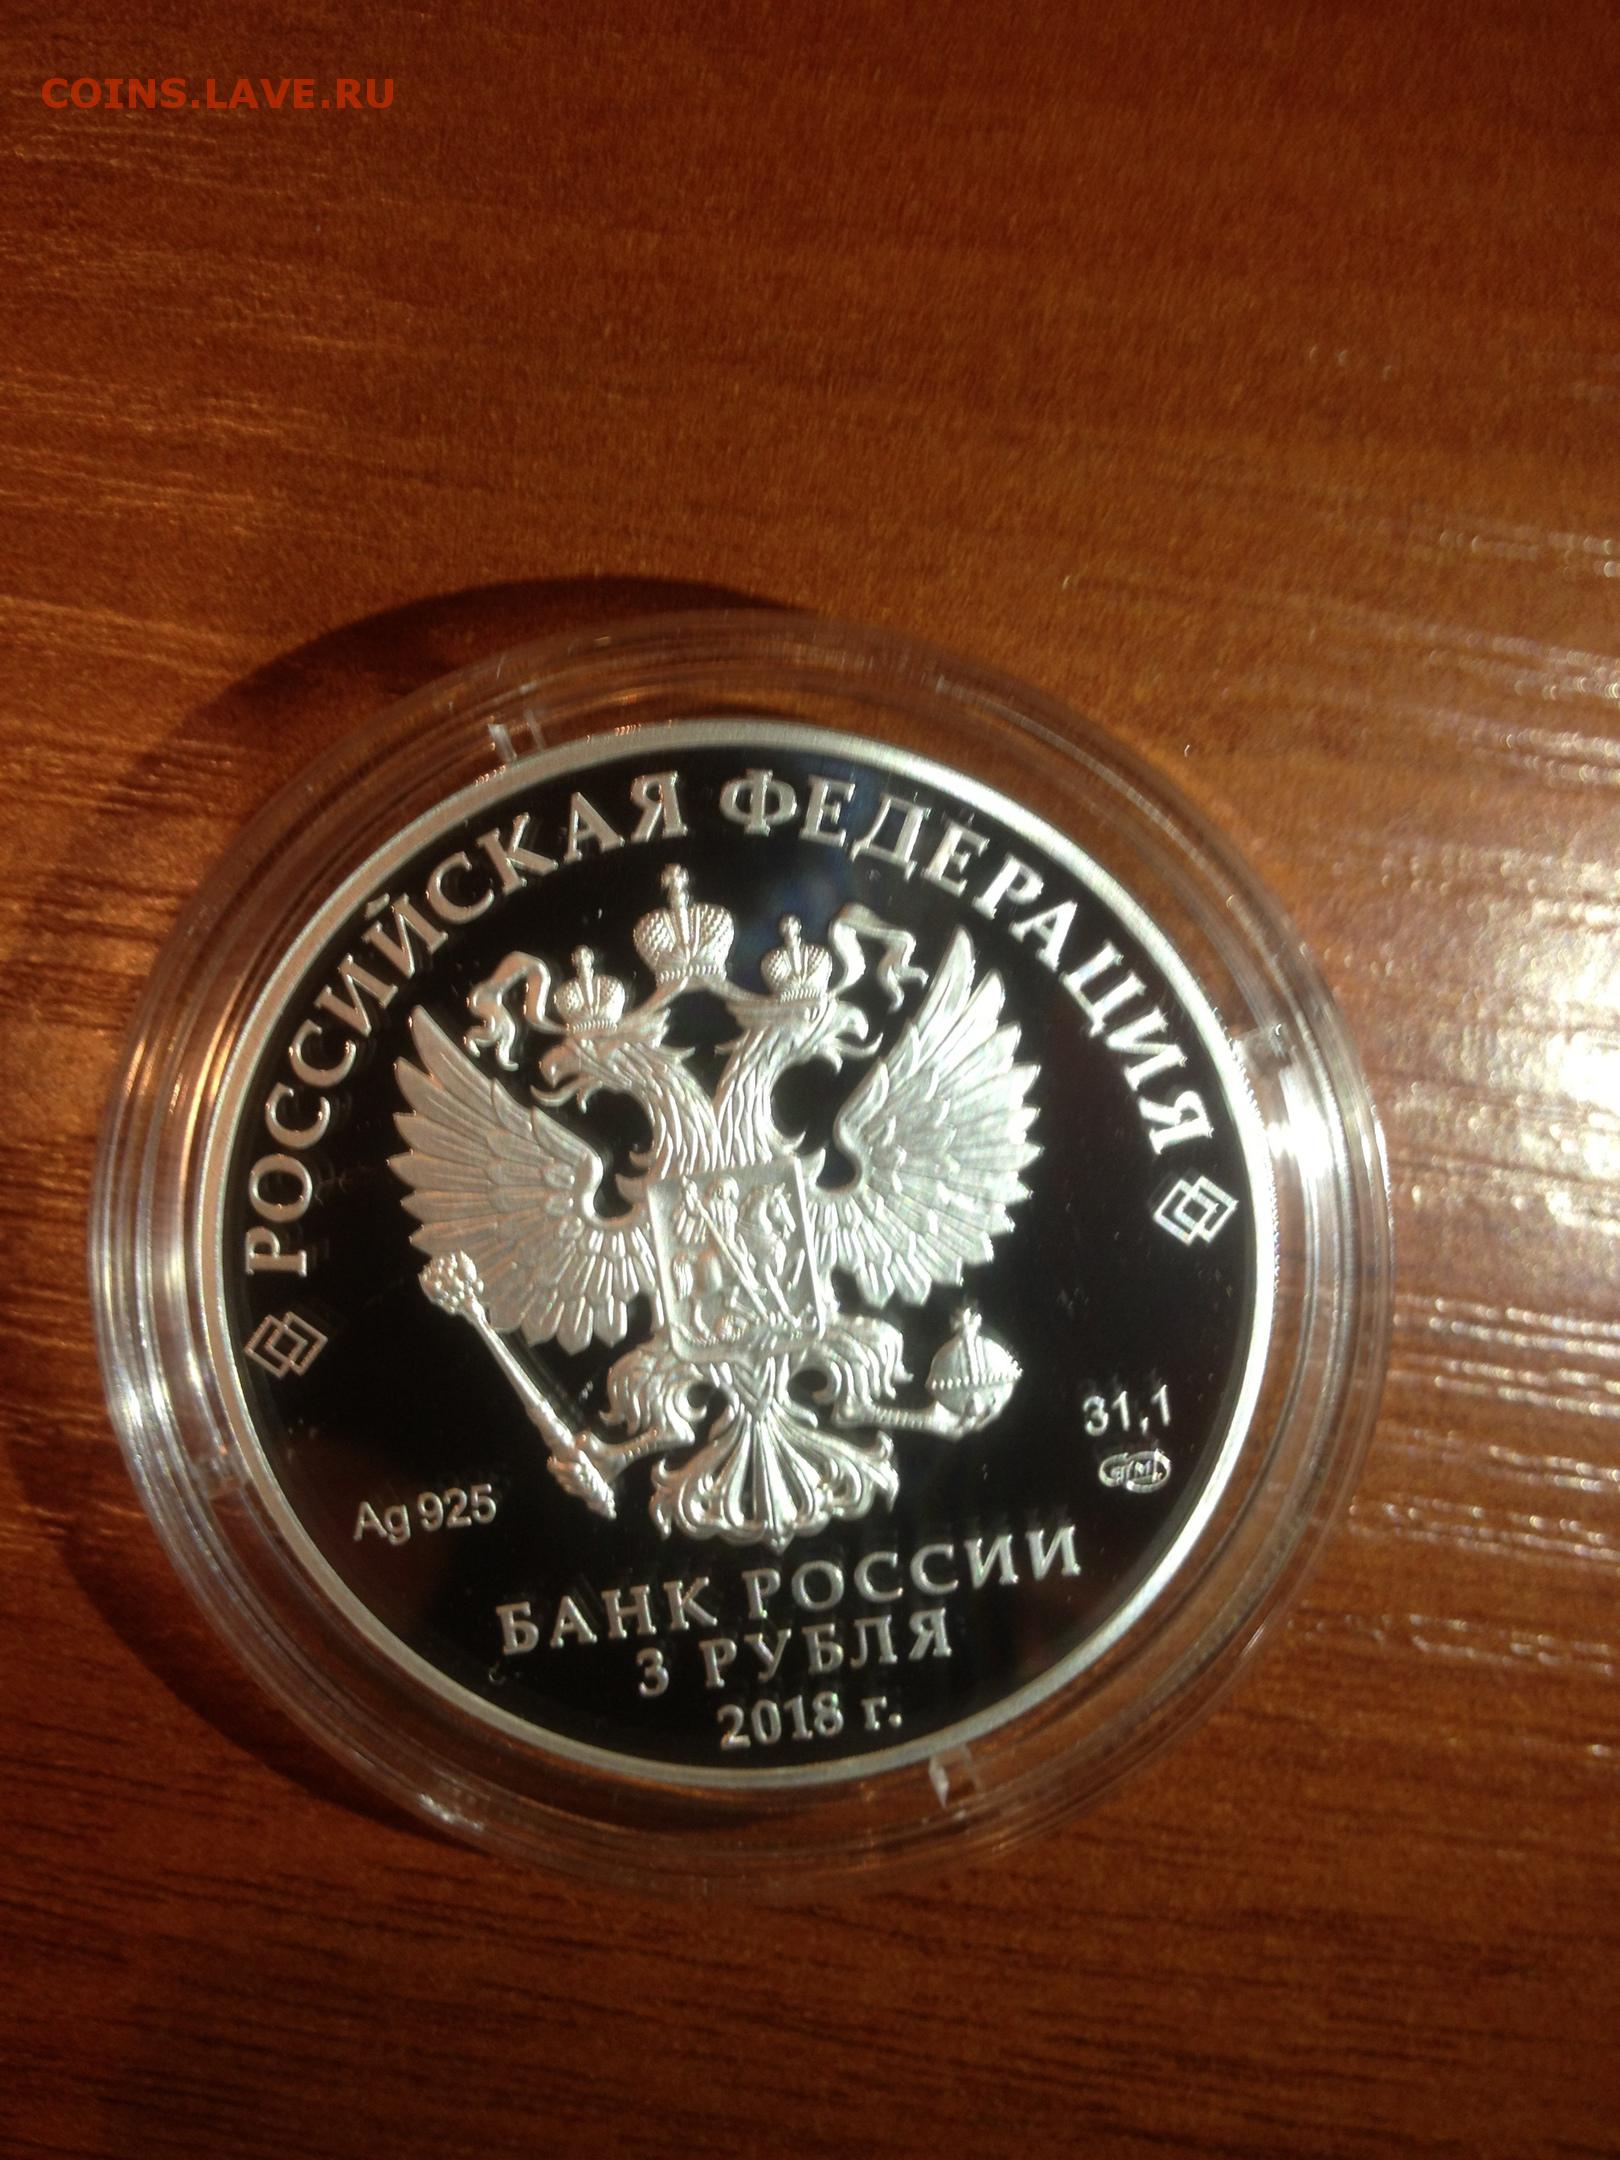 COINS.LAVE.RU
РОССИЙСКАЯ ФЕДЕРАЦИЯ
31,1
Ag 925
БАНК РОССИИ
3 РУБЛЯ
2018 г.